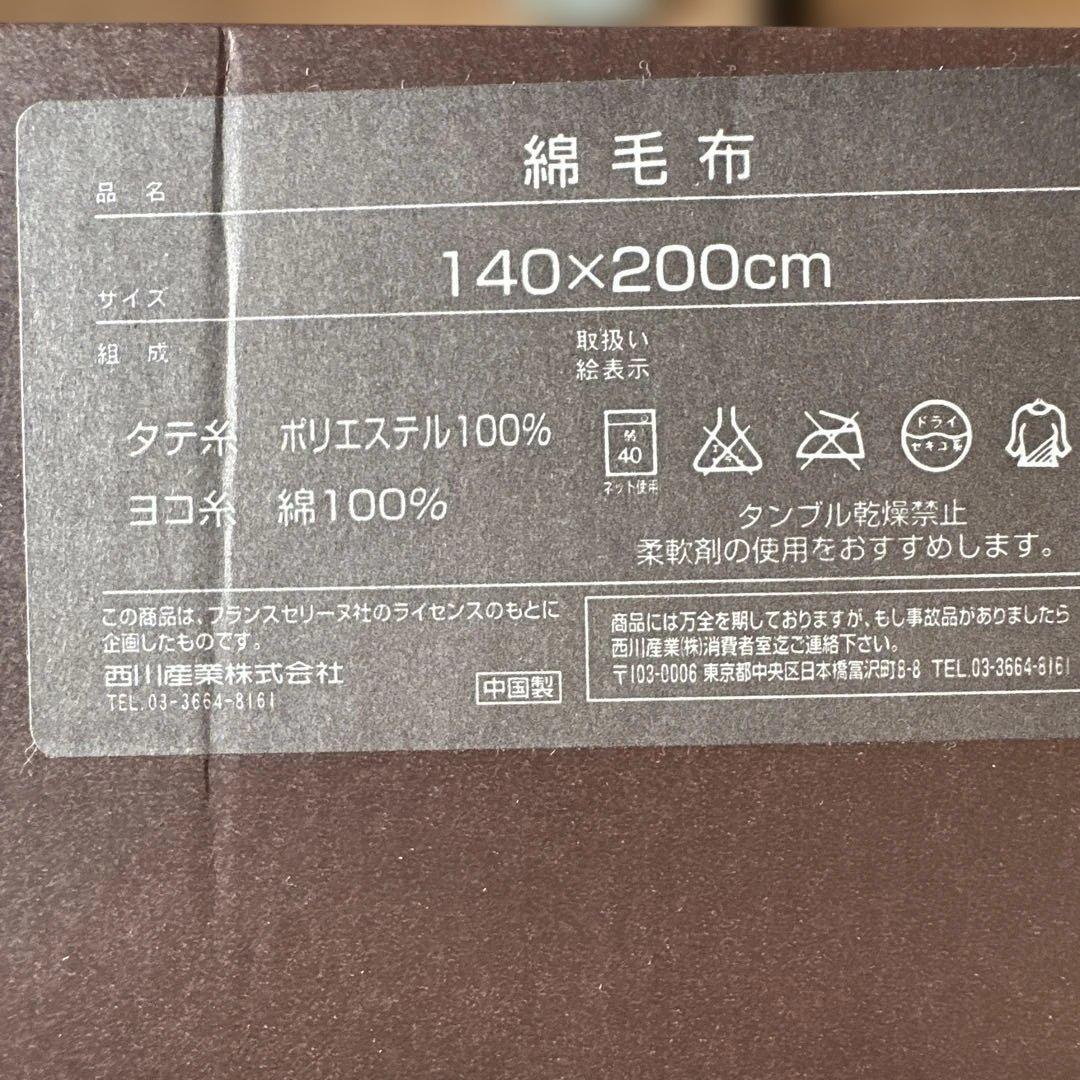 品名 綿毛布
サイズ 140×200cm
組成
取扱い
絵表示
タテ糸 ポリエステル100%
ヨコ糸 綿100%
弱
40
ネット使用
エンソ
サラシ
ドライ
セキユ系
タンブル乾燥禁止
柔軟剤の使用をおすすめします。
この商品は、フランスセリーヌ社のライセンスのもとに
企画したものです。
西川産業株式会社
TEL.03-3664-8161
中国製
商品には万全を期しておりますが、もし事故品がありましたら
西川産業(株)消費者室迄ご連絡下さい。
〒103-0006 東京都中央区日本橋富沢町8-8 TEL.03-3664-8161